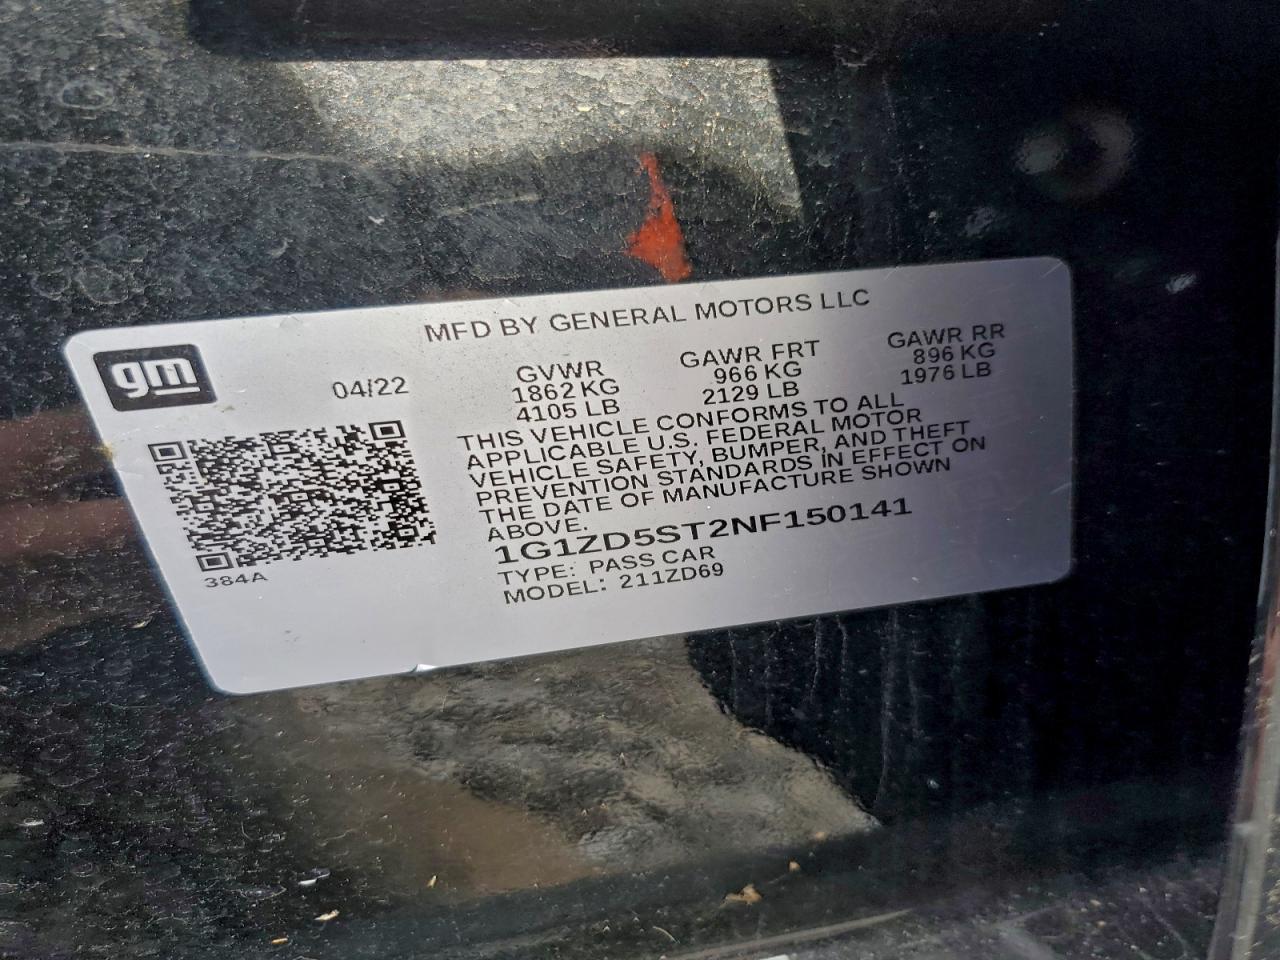 MFD BY GENERAL MOTORS LLC
gm
04/22
GVWR
1862 KG
4105 LB
GAWR FRT
966 KG
2129 LB
GAWR RR
896 KG
1976 LB
THIS VEHICLE CONFORMS TO ALL
APPLICABLE U.S. FEDERAL MOTOR
VEHICLE SAFETY, BUMPER, AND THEFT
PREVENTION STANDARDS IN EFFECT ON
THE DATE OF MANUFACTURE SHOWN
ABOVE.
1G1ZD5ST2NF150141
TYPE: PASS CAR
MODEL: 211ZD69
384A